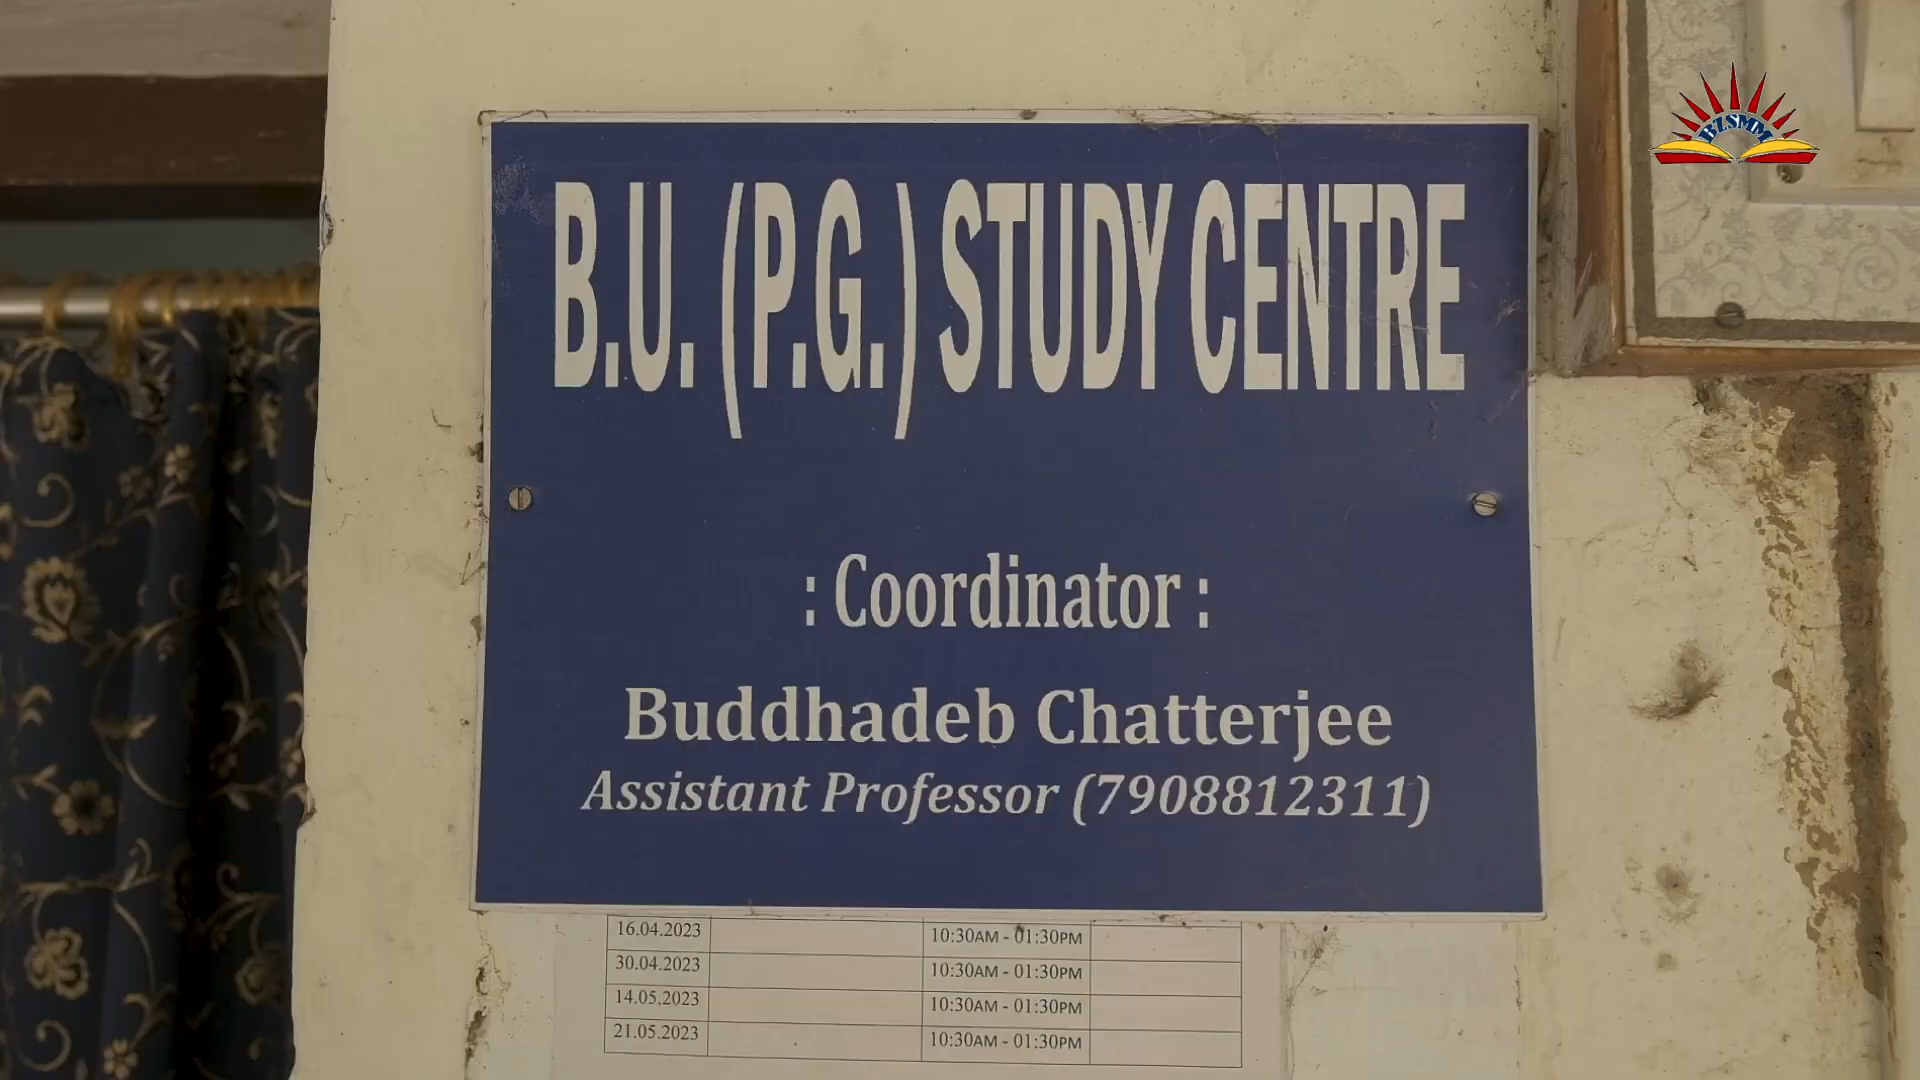 BZSMM
B.U. (P.G.) STUDY CENTRE
: Coordinator :
Buddhadeb Chatterjee
Assistant Professor (7908812311)
16.04.2023 10:30AM - 01:30PM
30.04.2023 10:30AM - 01:30PM
14.05.2023 10:30AM - 01:30PM
21.05.2023 10:30AM - 01:30PM